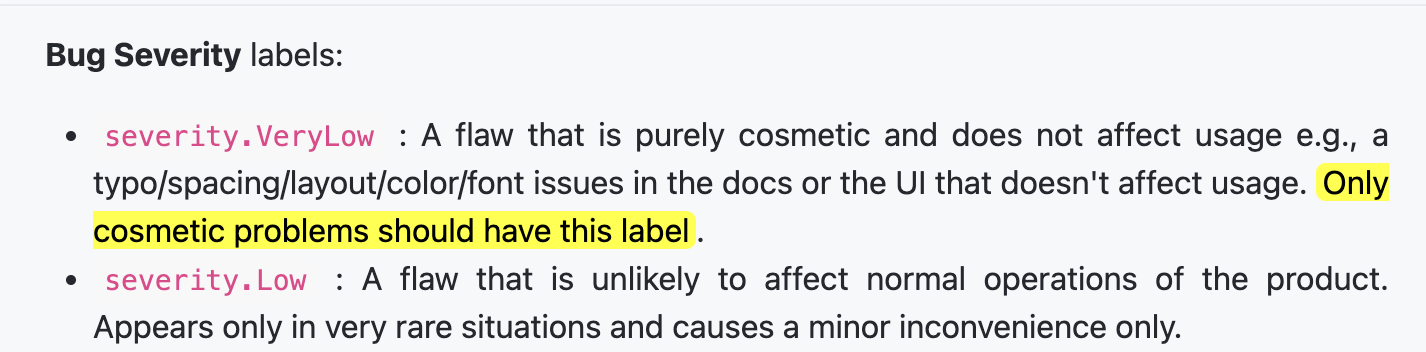 Bug Severity labels:
• severity.VeryLow : A flaw that is purely cosmetic and does not affect usage e.g., a
typo/spacing/layout/color/font issues in the docs or the UI that doesn't affect usage. Only
cosmetic problems should have this label.
• severity.Low : A flaw that is unlikely to affect normal operations of the product.
Appears only in very rare situations and causes a minor inconvenience only.